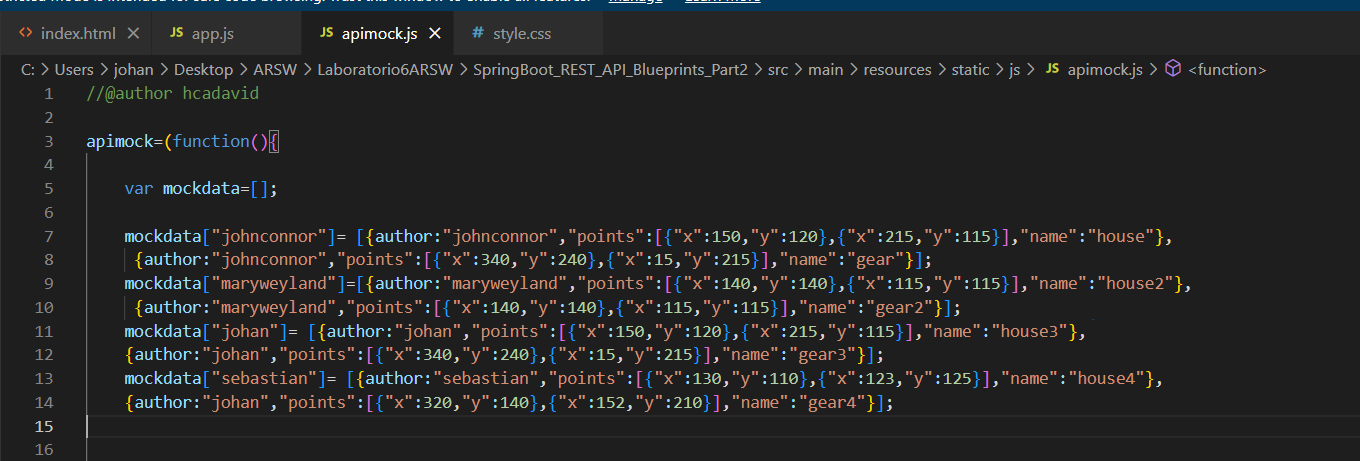 index.html
JS app.js
JS apimock.js
# style.css
C: > Users > johan > Desktop > ARSW > Laboratorio6ARSW > SpringBoot_REST_API_Blueprints_Part2 > src > main > resources > static > js > JS apimock.js > <function>
1 //@author hcadavid
2
3 apimock=(function(){
4
5 var mockdata=[];
6
7 mockdata["johnconnor"]= [{author:"johnconnor","points":[{"x":150,"y":120},{"x":215,"y":115}],"name":"house"},
8 {author:"johnconnor","points":[{"x":340,"y":240},{"x":15,"y":215}],"name":"gear"}];
9 mockdata["maryweyland"]=[{author:"maryweyland","points":[{"x":140,"y":140},{"x":115,"y":115}],"name":"house2"},
10 {author:"maryweyland","points":[{"x":140,"y":140},{"x":115,"y":115}],"name":"gear2"}];
11 mockdata["johan"]= [{author:"johan","points":[{"x":150,"y":120},{"x":215,"y":115}],"name":"house3"},
12 {author:"johan","points":[{"x":340,"y":240},{"x":15,"y":215}],"name":"gear3"}];
13 mockdata["sebastian"]= [{author:"sebastian","points":[{"x":130,"y":110},{"x":123,"y":125}],"name":"house4"},
14 {author:"johan","points":[{"x":320,"y":140},{"x":152,"y":210}],"name":"gear4"}];
15
16